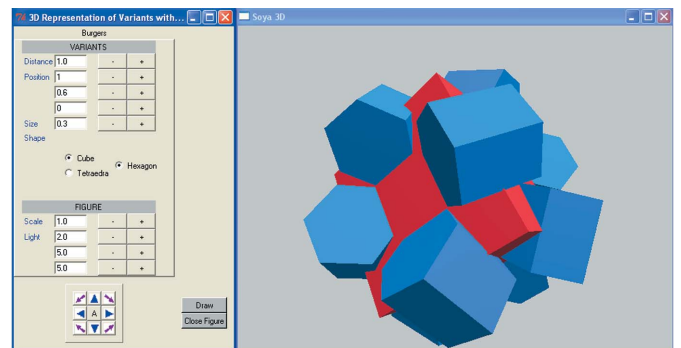 3D Representation of Variants with...
Soya 3D
Burgers
VARIANTS
Distance 1.0 - +
Position 1 - +
0.6 - +
0 - +
Size 0.3 - +
Shape
Cube
Hexagon
Tetraedra
FIGURE
Scale 1.0 - +
Light 2.0 - +
5.0 - +
5.0 - +
A
Draw
Close Figure